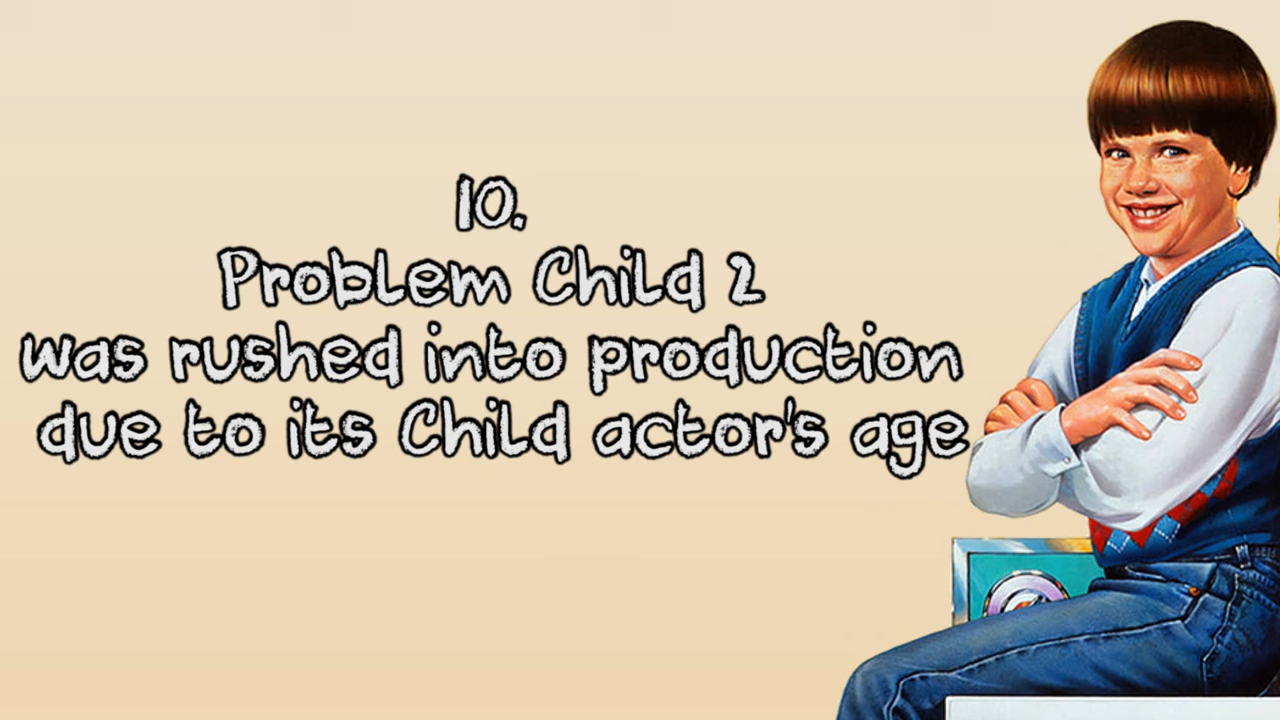 10.
Problem Child 2
was rushed into production
due to its Child actor's age